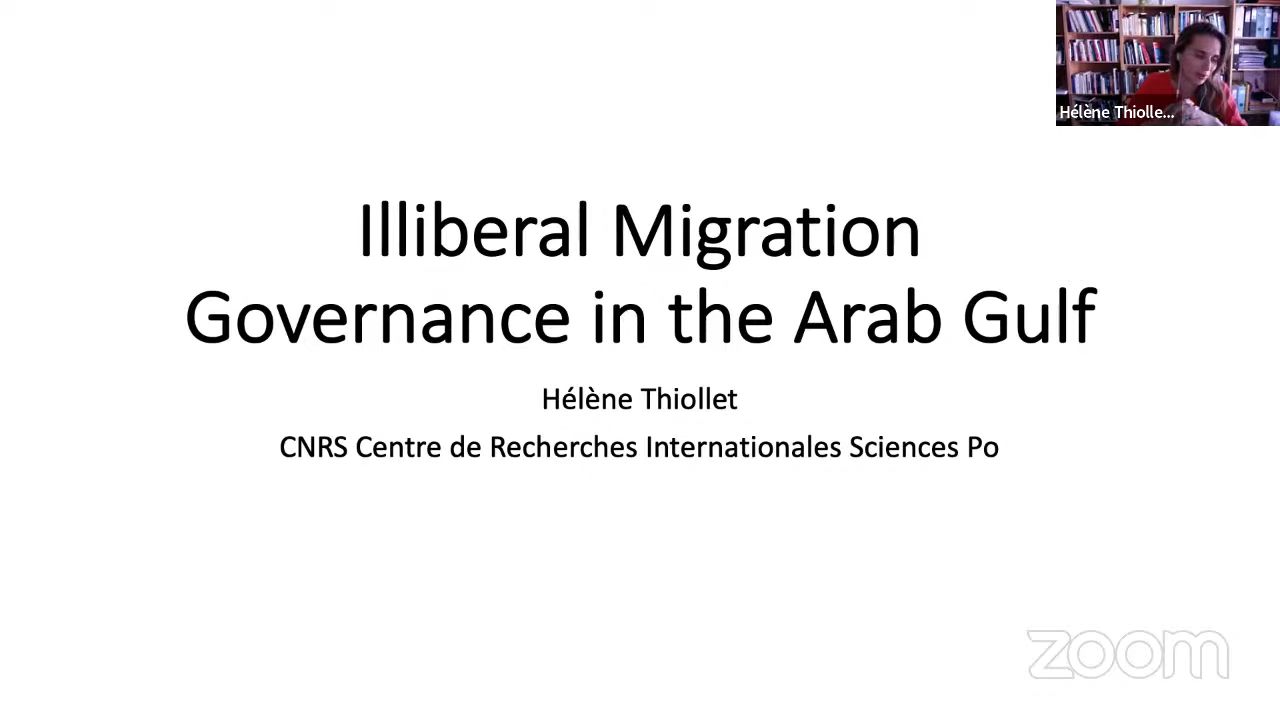 Hélène Thiolle...
Illiberal Migration
Governance in the Arab Gulf
Hélène Thiollet
CNRS Centre de Recherches Internationales Sciences Po
zoom